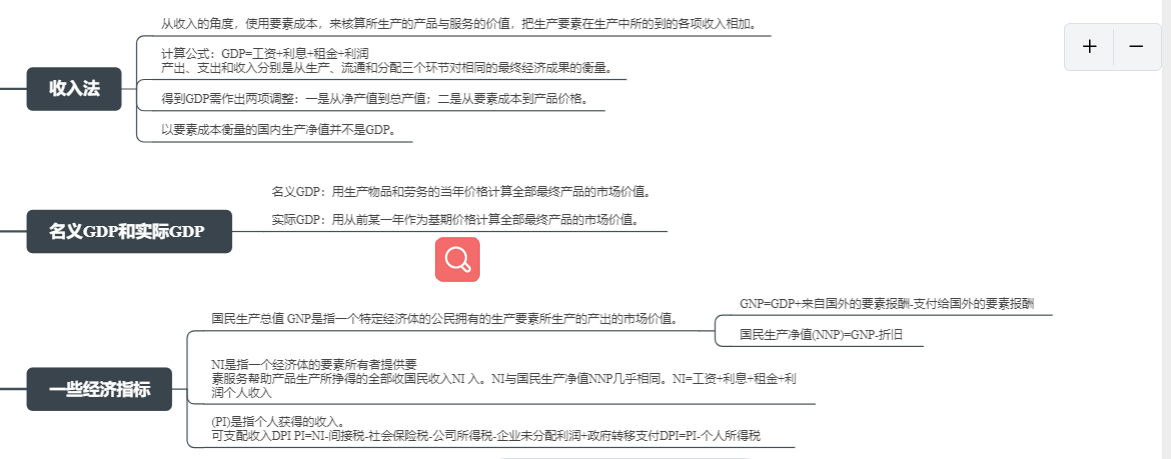 从收入的角度，使用要素成本，来核算所生产的产品与服务的价值，把生产要素在生产中所的到的各项收入相加。
计算公式：GDP=工资+利息+租金+利润
产出、支出和收入分别是从生产、流通和分配三个环节对相同的最终经济成果的衡量。
收入法
得到GDP需作出两项调整：一是从净产值到总产值；二是从要素成本到产品价格。
以要素成本衡量的国内生产净值并不是GDP。
名义GDP：用生产物品和劳务的当年价格计算全部最终产品的市场价值。
名义GDP和实际GDP
实际GDP：用从前某一年作为基期价格计算全部最终产品的市场价值。
国民生产总值 GNP是指一个特定经济体的公民拥有的生产要素所生产的产出的市场价值。
GNP=GDP+来自国外的要素报酬-支付给国外的要素报酬
国民生产净值(NNP)=GNP-折旧
一些经济指标
NI是指一个经济体的要素所有者提供要
素服务帮助产品生产所挣得的全部收国民收入NI 入。NI与国民生产净值NNP几乎相同。NI=工资+利息+租金+利
润个人收入
(PI)是指个人获得的收入。
可支配收入DPI PI=NI-间接税-社会保险税-公司所得税-企业未分配利润+政府转移支付DPI=PI-个人所得税